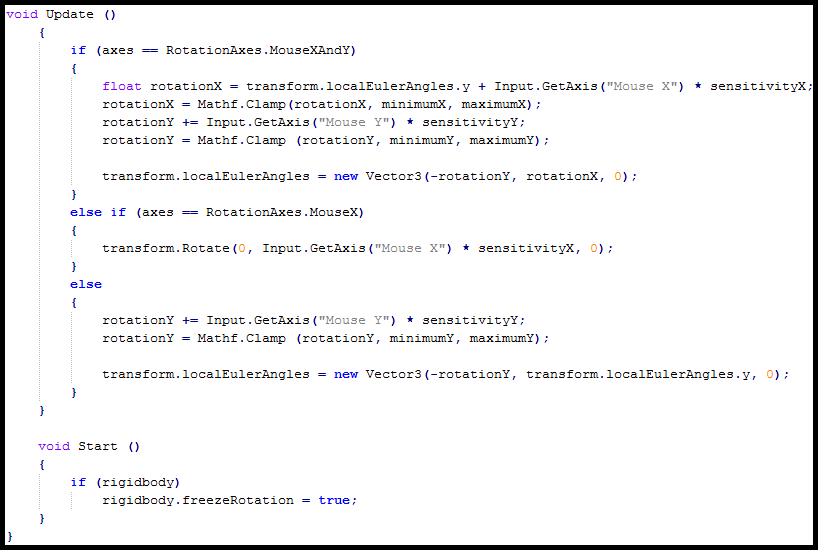 void Update ()
{
if (axes == RotationAxes.MouseXAndY)
{
float rotationX = transform.localEulerAngles.y + Input.GetAxis("Mouse X") * sensitivityX;
rotationX = Mathf.Clamp(rotationX, minimumX, maximumX);
rotationY += Input.GetAxis("Mouse Y") * sensitivityY;
rotationY = Mathf.Clamp (rotationY, minimumY, maximumY);
transform.localEulerAngles = new Vector3(-rotationY, rotationX, 0);
}
else if (axes == RotationAxes.MouseX)
{
transform.Rotate(0, Input.GetAxis("Mouse X") * sensitivityX, 0);
}
else
{
rotationY += Input.GetAxis("Mouse Y") * sensitivityY;
rotationY = Mathf.Clamp (rotationY, minimumY, maximumY);
transform.localEulerAngles = new Vector3(-rotationY, transform.localEulerAngles.y, 0);
}
}
void Start ()
{
if (rigidbody)
rigidbody.freezeRotation = true;
}
}